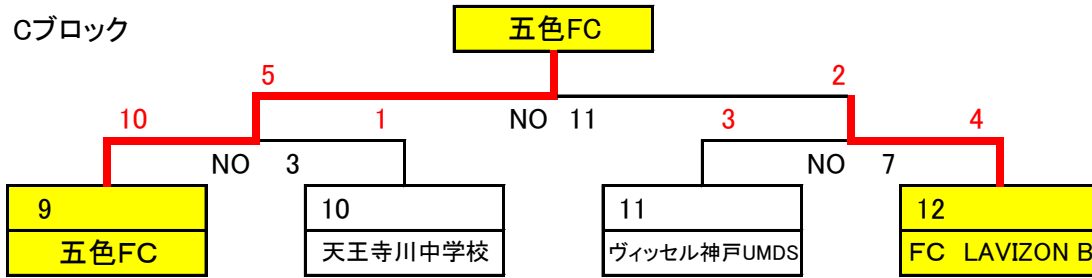 Cブロック
五色FC
5
2
10
1
NO 11
3
4
NO 3
NO 7
9
10
11
12
五色FC
天王寺川中学校
ヴィッセル神戸UMDS
FC LAVIZON B